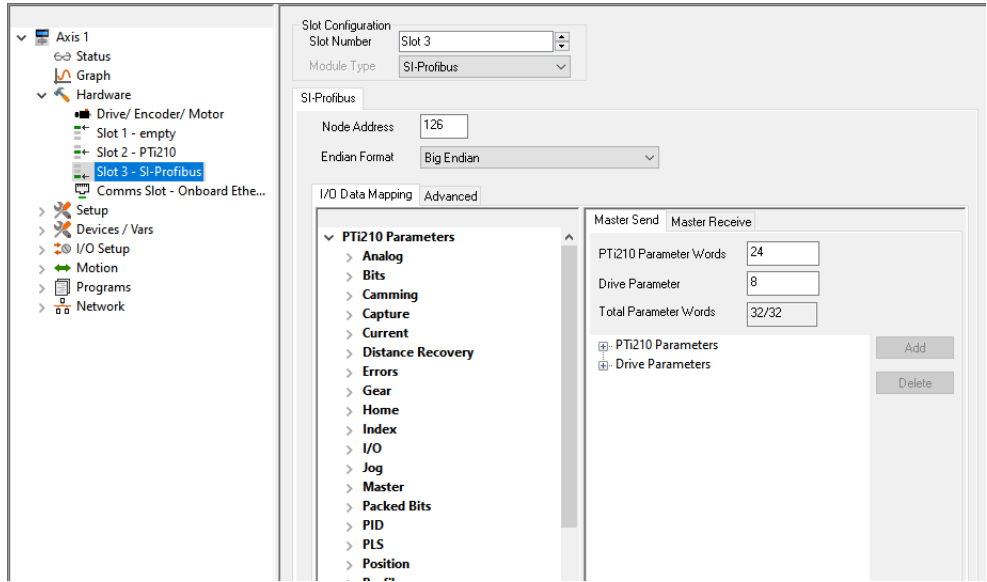 Axis 1
Status
Graph
Hardware
Drive/ Encoder/ Motor
Slot 1 - empty
Slot 2 - PTi210
Slot 3 - SI-Profibus
Comms Slot - Onboard Ethe...
Setup
Devices / Vars
I/O Setup
Motion
Programs
Network
Slot Configuration
Slot Number Slot 3
Module Type SI-Profibus
SI-Profibus
Node Address 126
Endian Format Big Endian
I/O Data Mapping Advanced
PTi210 Parameters
Analog
Bits
Camming
Capture
Current
Distance Recovery
Errors
Gear
Home
Index
I/O
Jog
Master
Packed Bits
PID
PLS
Position
Master Send Master Receive
PTi210 Parameter Words 24
Drive Parameter 8
Total Parameter Words 32/32
PTi210 Parameters
Drive Parameters
Add
Delete